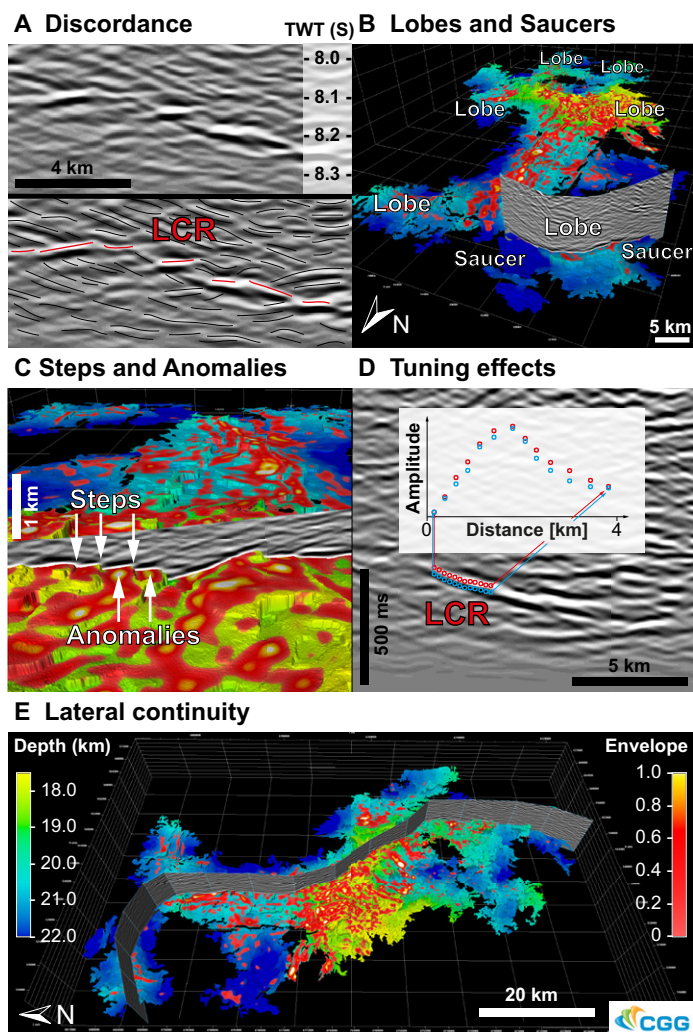 A Discordance
TWT (S)
- 8.0 -
- 8.1 -
- 8.2 -
- 8.3 -
4 km
LCR
B Lobes and Saucers
Lobe
Lobe
Lobe
Lobe
Lobe
Lobe
Saucer
Saucer
N
5 km
C Steps and Anomalies
1 km
Steps
Anomalies
D Tuning effects
Amplitude
0
Distance [km]
4
LCR
500 ms
5 km
E Lateral continuity
Depth (km)
18.0
19.0
20.0
21.0
22.0
Envelope
1.0
0.8
0.6
0.4
0.2
0
N
20 km
CGG